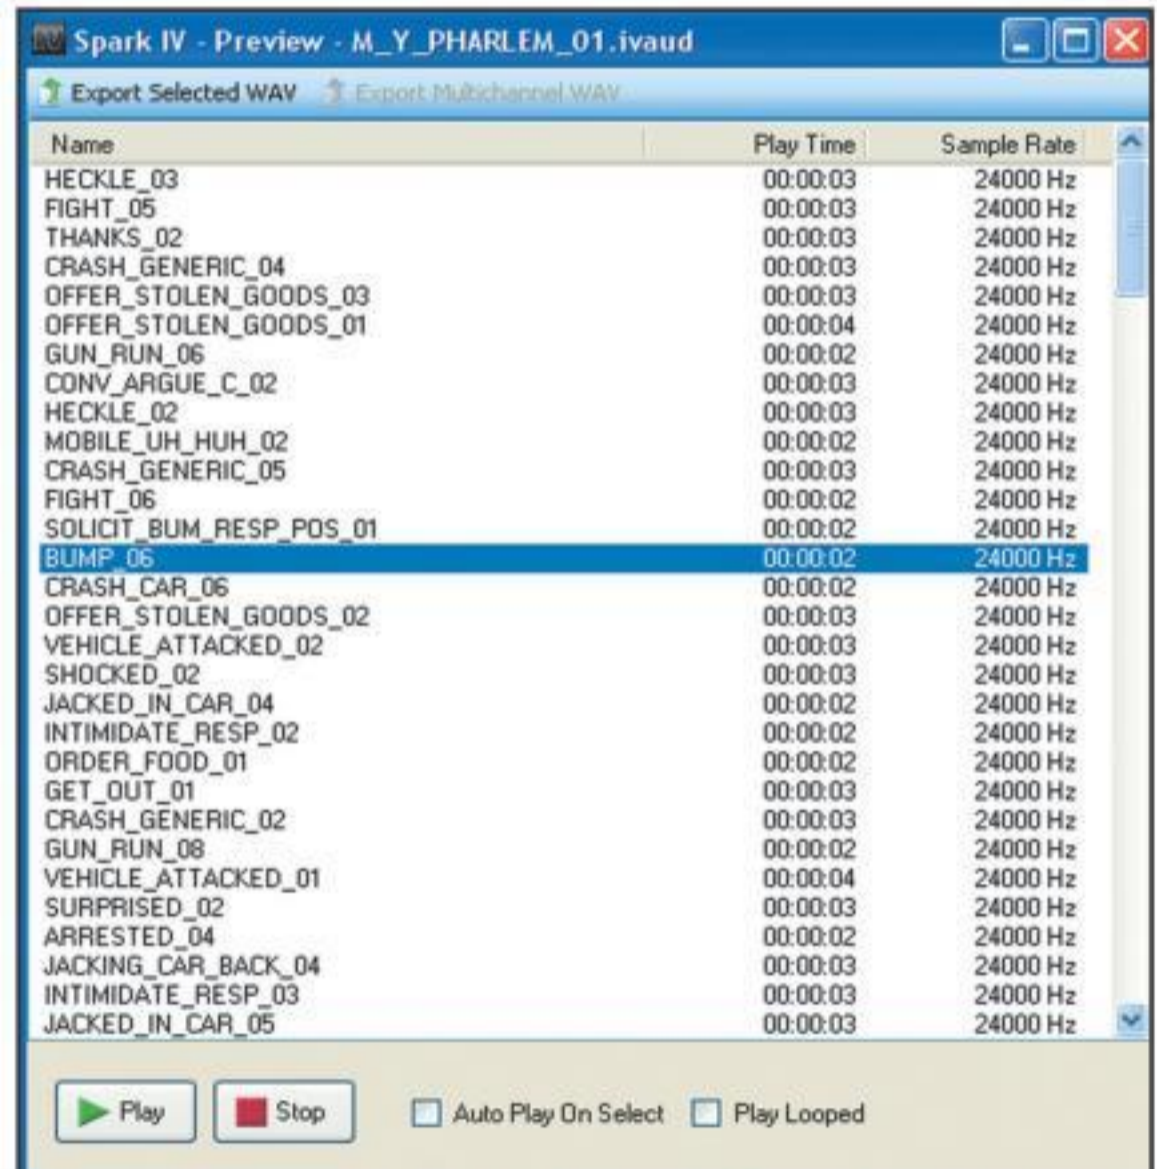 Spark IV - Preview - M_Y_PHARLEM_01.ivaud
Export Selected WAV Export Multichannel WAV
Name Play Time Sample Rate
HECKLE_03 00:00:03 24000 Hz
FIGHT_05 00:00:03 24000 Hz
THANKS_02 00:00:03 24000 Hz
CRASH_GENERIC_04 00:00:03 24000 Hz
OFFER_STOLEN_GOODS_03 00:00:03 24000 Hz
OFFER_STOLEN_GOODS_01 00:00:04 24000 Hz
GUN_RUN_06 00:00:02 24000 Hz
CONV_ARGUE_C_02 00:00:03 24000 Hz
HECKLE_02 00:00:03 24000 Hz
MOBILE_UH_HUH_02 00:00:02 24000 Hz
CRASH_GENERIC_05 00:00:03 24000 Hz
FIGHT_06 00:00:02 24000 Hz
SOLICIT_BUM_RESP_POS_01 00:00:02 24000 Hz
BUMP_06 00:00:02 24000 Hz
CRASH_CAR_06 00:00:02 24000 Hz
OFFER_STOLEN_GOODS_02 00:00:03 24000 Hz
VEHICLE_ATTACKED_02 00:00:03 24000 Hz
SHOCKED_02 00:00:03 24000 Hz
JACKED_IN_CAR_04 00:00:02 24000 Hz
INTIMIDATE_RESP_02 00:00:02 24000 Hz
ORDER_FOOD_01 00:00:02 24000 Hz
GET_OUT_01 00:00:03 24000 Hz
CRASH_GENERIC_02 00:00:03 24000 Hz
GUN_RUN_08 00:00:02 24000 Hz
VEHICLE_ATTACKED_01 00:00:04 24000 Hz
SURPRISED_02 00:00:03 24000 Hz
ARRESTED_04 00:00:02 24000 Hz
JACKING_CAR_BACK_04 00:00:03 24000 Hz
INTIMIDATE_RESP_03 00:00:03 24000 Hz
JACKED_IN_CAR_05 00:00:03 24000 Hz
Play Stop Auto Play On Select Play Looped